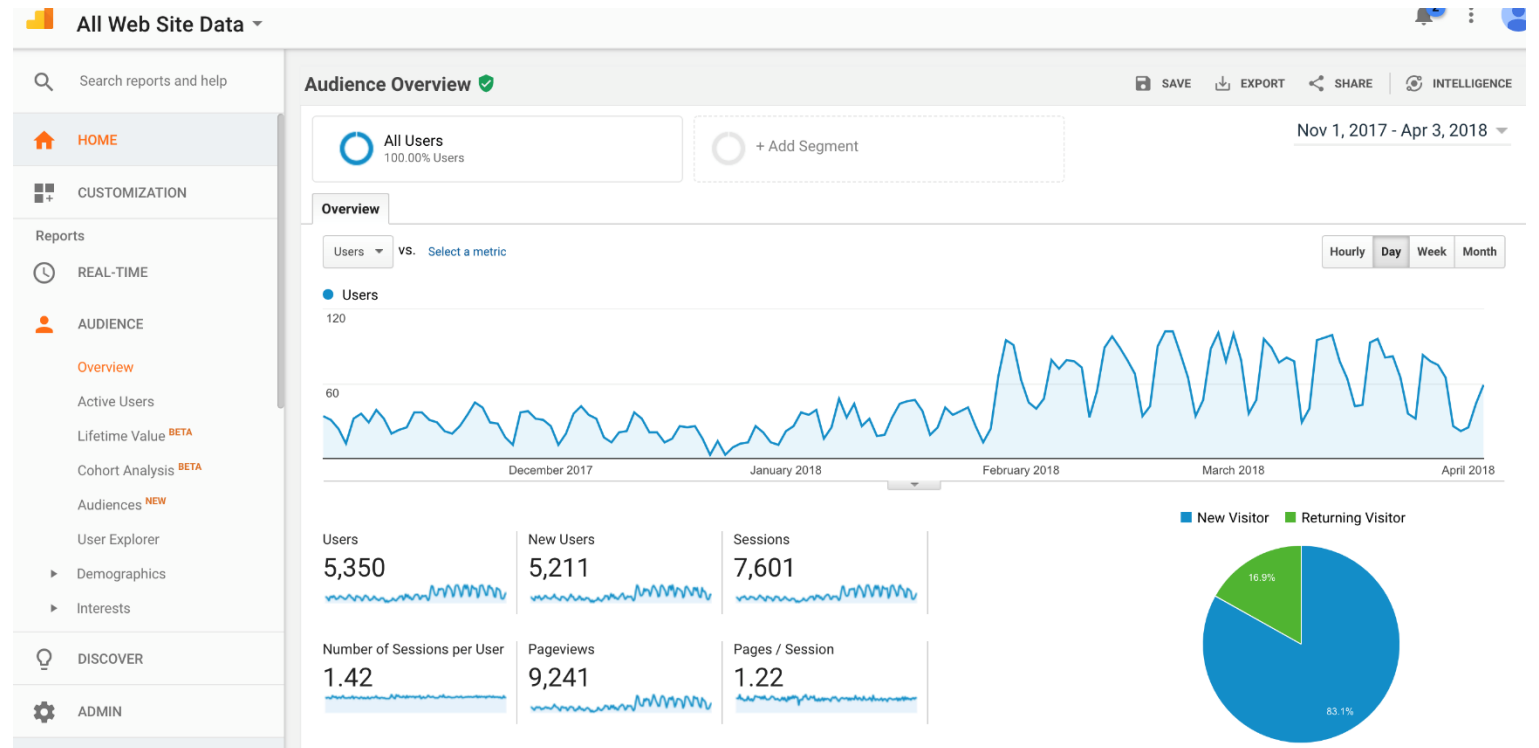 All Web Site Data
2
Search reports and help
HOME
CUSTOMIZATION
Reports
REAL-TIME
AUDIENCE
Overview
Active Users
Lifetime Value BETA
Cohort Analysis BETA
Audiences NEW
User Explorer
Demographics
Interests
DISCOVER
ADMIN
Audience Overview
SAVE EXPORT SHARE INTELLIGENCE
All Users
100.00% Users
+ Add Segment
Nov 1, 2017 - Apr 3, 2018
Overview
Users VS. Select a metric
Hourly Day Week Month
Users
120
60
December 2017 January 2018 February 2018 March 2018 April 2018
New Visitor Returning Visitor
Users New Users Sessions
5,350 5,211 7,601
Number of Sessions per User Pageviews Pages / Session
1.42 9,241 1.22
16.9%
83.1%